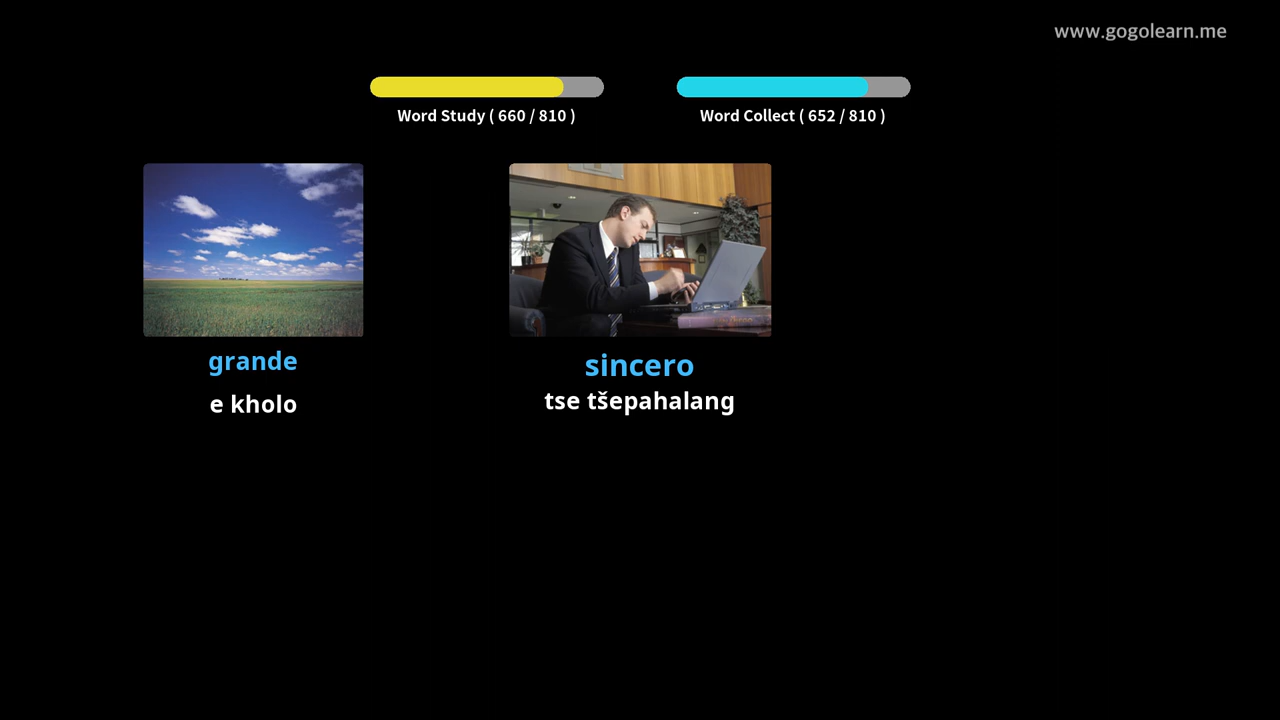 www.gogolearn.me
Word Study ( 660 / 810 )
Word Collect ( 652 / 810 )
grande
e kholo
sincero
tse tšepahalang